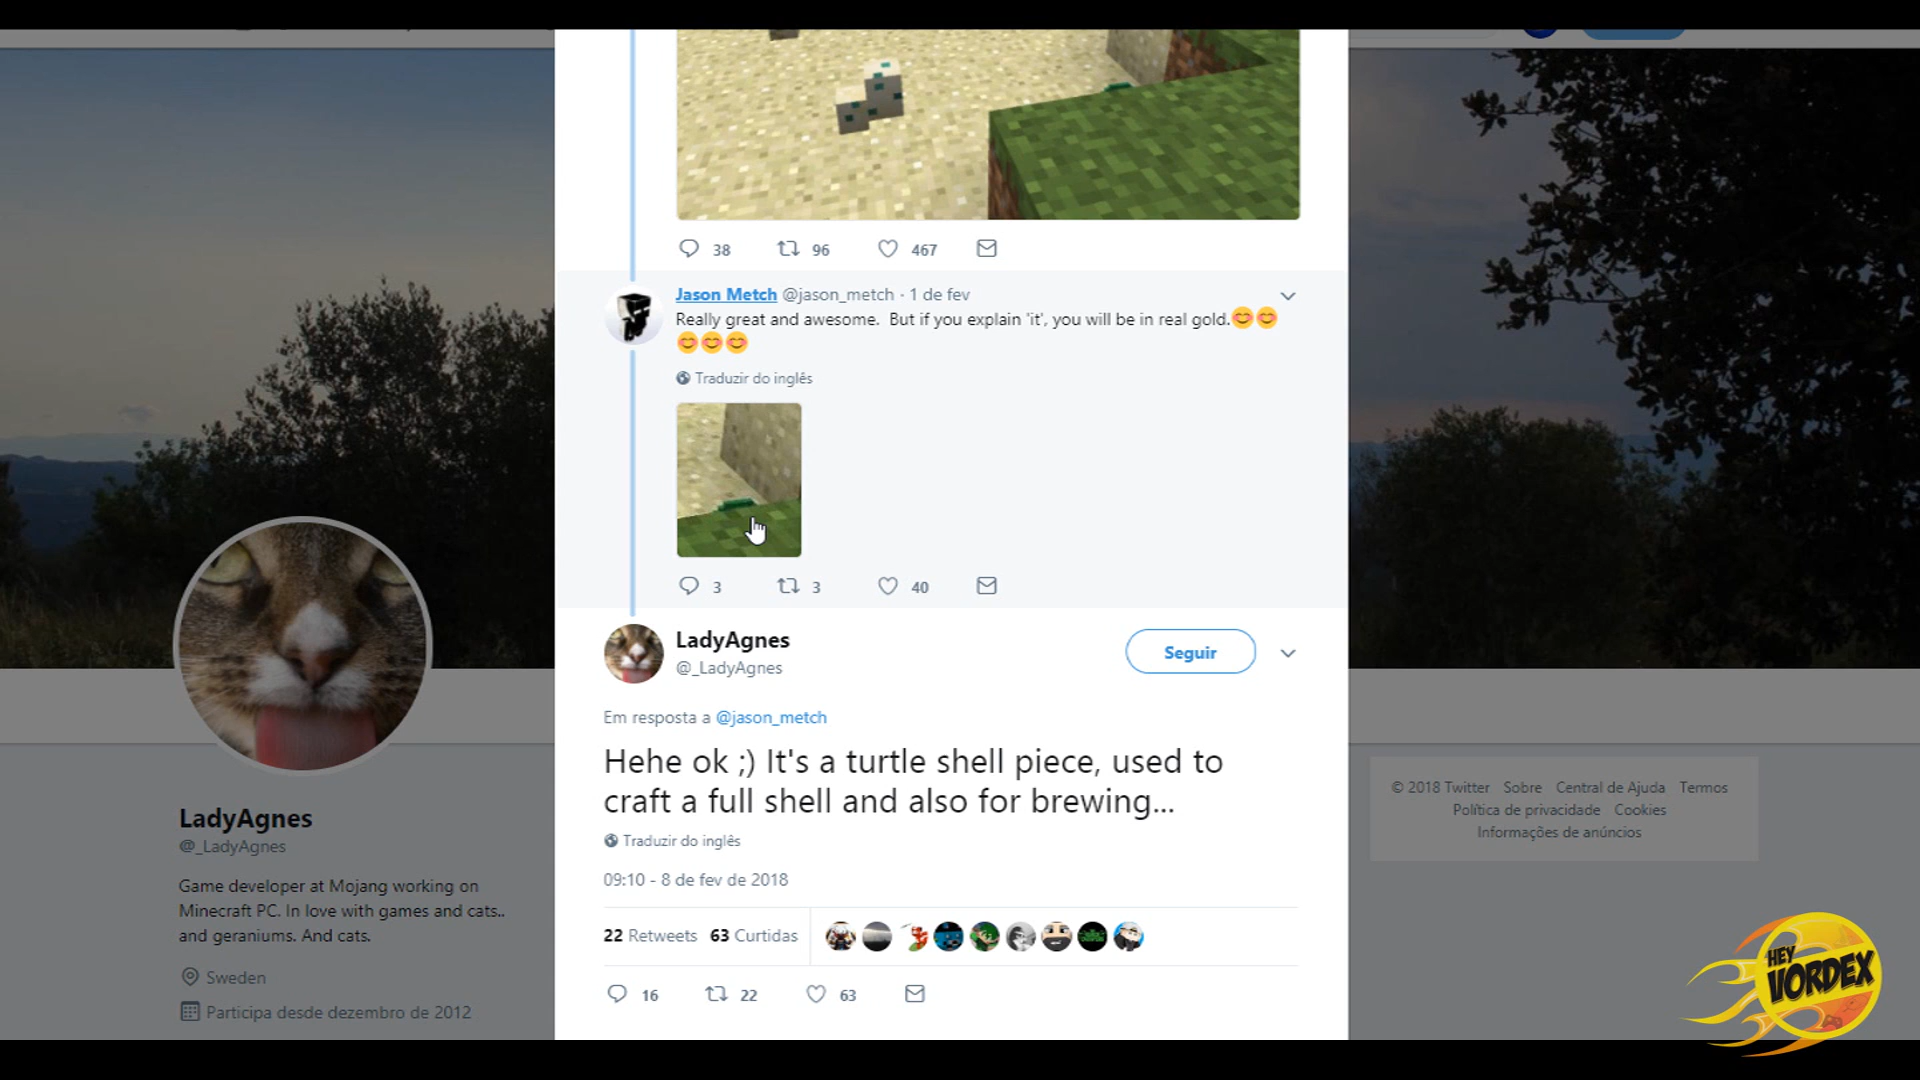 38 96 467
Jason Metch @jason_metch · 1 de fev
Really great and awesome. But if you explain 'it', you will be in real gold.😊😊
😊😊😊
Traduzir do inglês
3 3 40
LadyAgnes
@_LadyAgnes
Seguir
Em resposta a @jason_metch
Hehe ok ;) It's a turtle shell piece, used to
craft a full shell and also for brewing...
Traduzir do inglês
09:10 - 8 de fev de 2018
22 Retweets 63 Curtidas
16 22 63
LadyAgnes
@_LadyAgnes
Game developer at Mojang working on
Minecraft PC. In love with games and cats..
and geraniums. And cats.
Sweden
Participa desde dezembro de 2012
© 2018 Twitter Sobre Central de Ajuda Termos
Política de privacidade Cookies
Informações de anúncios
HEY
VORDEX